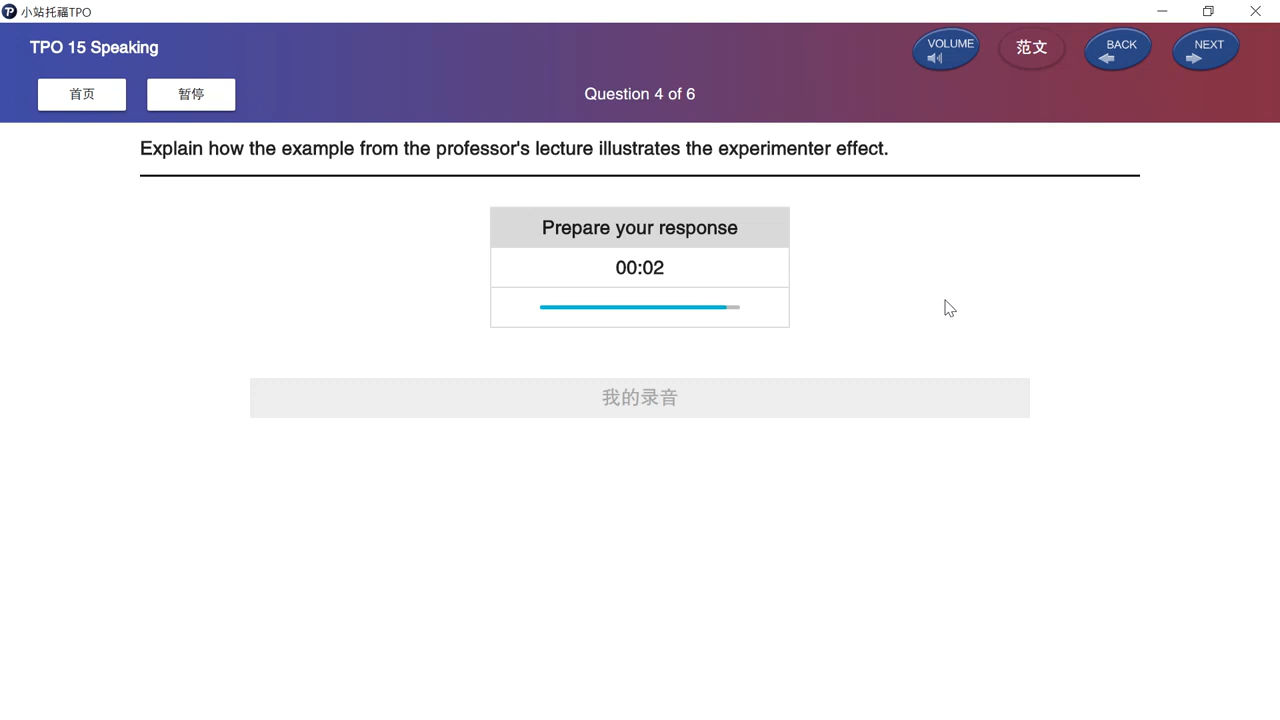 小站托福TPO
TPO 15 Speaking
VOLUME
范文
BACK
NEXT
首页
暂停
Question 4 of 6
Explain how the example from the professor's lecture illustrates the experimenter effect.
Prepare your response
00:02
我的录音